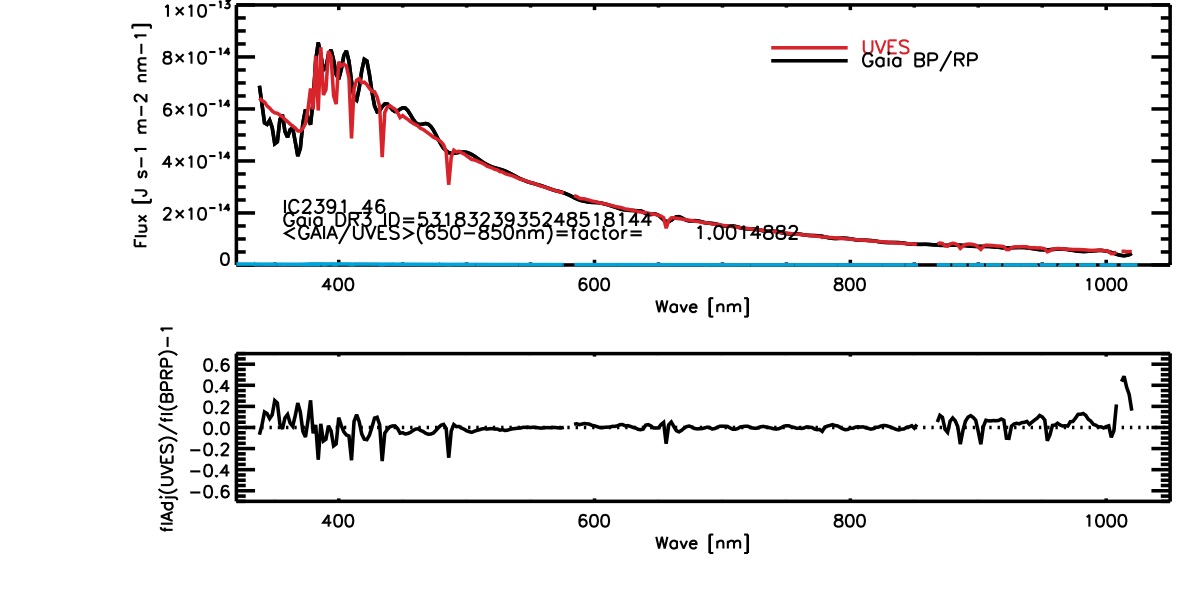 1×10−13
8×10−14
6×10−14
4×10−14
2×10−14
0
Flux [J s−1 m−2 nm−1]
UVES
Gaia BP/RP
IC2391_46
Gaia DR3 ID=5318323935248518144
<GAIA/UVES>(650−850nm)=factor= 1.0014882
400 600 800 1000
Wave [nm]
flAdj(UVES)/fl(BPRP)−1
0.6
0.4
0.2
0.0
−0.2
−0.4
−0.6
400 600 800 1000
Wave [nm]